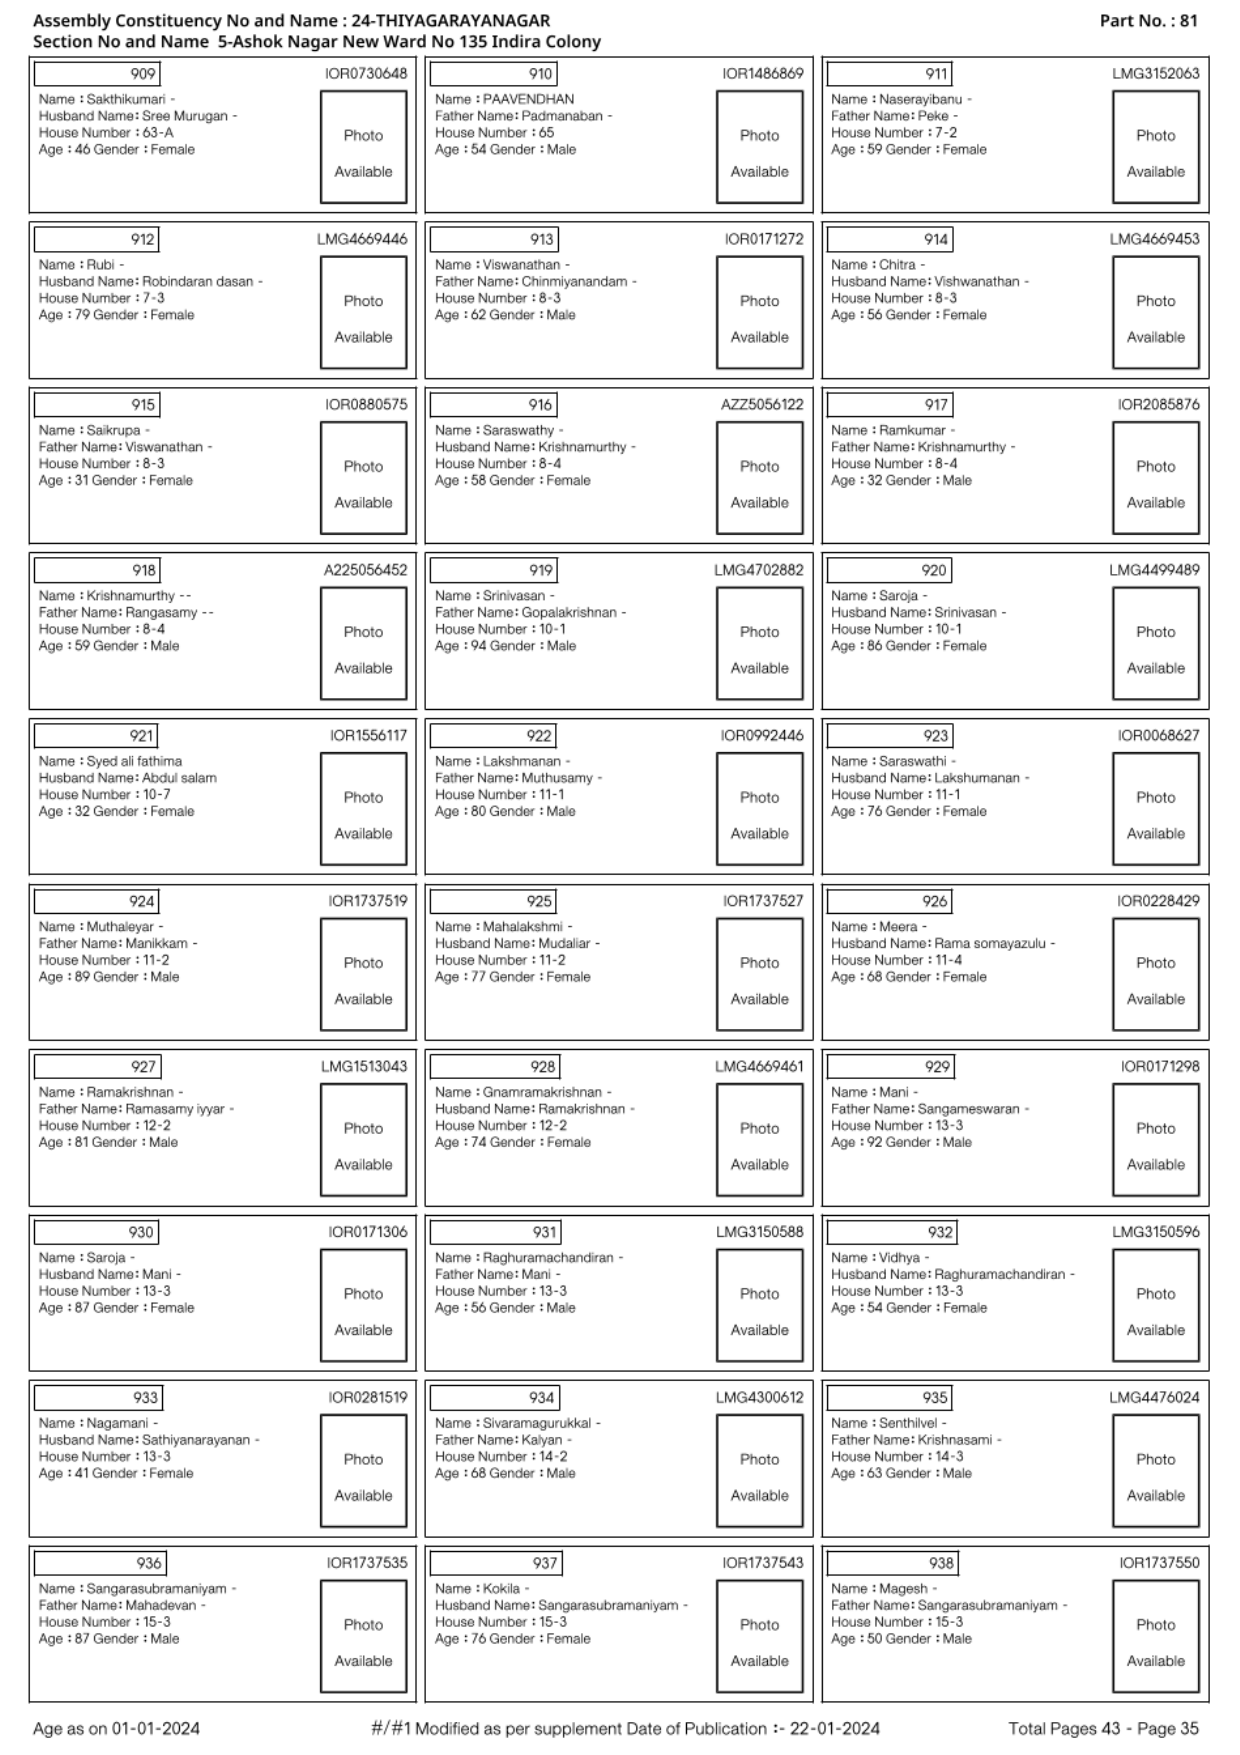 Assembly Constituency No and Name : 24-THIYAGARAYANAGAR
Part No. : 81
Section No and Name 5-Ashok Nagar New Ward No 135 Indira Colony
909 IOR0730648
Name : Sakthikumari -
Husband Name: Sree Murugan -
House Number : 63-A
Age : 46 Gender : Female
Photo
Available
910 IOR1486869
Name : PAAVENDHAN
Father Name: Padmanaban -
House Number : 65
Age : 54 Gender : Male
Photo
Available
911 LMG3152063
Name : Naserayibanu -
Father Name: Peke -
House Number : 7-2
Age : 59 Gender : Female
Photo
Available
912 LMG4669446
Name : Rubi -
Husband Name: Robindaran dasan -
House Number : 7-3
Age : 79 Gender : Female
Photo
Available
913 IOR0171272
Name : Viswanathan -
Father Name: Chinmiyanandam -
House Number : 8-3
Age : 62 Gender : Male
Photo
Available
914 LMG4669453
Name : Chitra -
Husband Name: Vishwanathan -
House Number : 8-3
Age : 56 Gender : Female
Photo
Available
915 IOR0880575
Name : Saikrupa -
Father Name: Viswanathan -
House Number : 8-3
Age : 31 Gender : Female
Photo
Available
916 AZZ5056122
Name : Saraswathy -
Husband Name: Krishnamurthy -
House Number : 8-4
Age : 58 Gender : Female
Photo
Available
917 IOR2085876
Name : Ramkumar -
Father Name: Krishnamurthy -
House Number : 8-4
Age : 32 Gender : Male
Photo
Available
918 A225056452
Name : Krishnamurthy --
Father Name: Rangasamy --
House Number : 8-4
Age : 59 Gender : Male
Photo
Available
919 LMG4702882
Name : Srinivasan -
Father Name: Gopalakrishnan -
House Number : 10-1
Age : 94 Gender : Male
Photo
Available
920 LMG4499489
Name : Saroja -
Husband Name: Srinivasan -
House Number : 10-1
Age : 86 Gender : Female
Photo
Available
921 IOR1556117
Name : Syed ali fathima
Husband Name: Abdul salam
House Number : 10-7
Age : 32 Gender : Female
Photo
Available
922 IOR0992446
Name : Lakshmanan -
Father Name: Muthusamy -
House Number : 11-1
Age : 80 Gender : Male
Photo
Available
923 IOR0068627
Name : Saraswathi -
Husband Name: Lakshumanan -
House Number : 11-1
Age : 76 Gender : Female
Photo
Available
924 IOR1737519
Name : Muthaleyar -
Father Name: Manikkam -
House Number : 11-2
Age : 89 Gender : Male
Photo
Available
925 IOR1737527
Name : Mahalakshmi -
Husband Name: Mudaliar -
House Number : 11-2
Age : 77 Gender : Female
Photo
Available
926 IOR0228429
Name : Meera -
Husband Name: Rama somayazulu -
House Number : 11-4
Age : 68 Gender : Female
Photo
Available
927 LMG1513043
Name : Ramakrishnan -
Father Name: Ramasamy iyyar -
House Number : 12-2
Age : 81 Gender : Male
Photo
Available
928 LMG4669461
Name : Gnamramakrishnan -
Husband Name: Ramakrishnan -
House Number : 12-2
Age : 74 Gender : Female
Photo
Available
929 IOR0171298
Name : Mani -
Father Name: Sangameswaran -
House Number : 13-3
Age : 92 Gender : Male
Photo
Available
930 IOR0171306
Name : Saroja -
Husband Name: Mani -
House Number : 13-3
Age : 87 Gender : Female
Photo
Available
931 LMG3150588
Name : Raghuramachandiran -
Father Name: Mani -
House Number : 13-3
Age : 56 Gender : Male
Photo
Available
932 LMG3150596
Name : Vidhya -
Husband Name: Raghuramachandiran -
House Number : 13-3
Age : 54 Gender : Female
Photo
Available
933 IOR0281519
Name : Nagamani -
Husband Name: Sathiyanarayanan -
House Number : 13-3
Age : 41 Gender : Female
Photo
Available
934 LMG4300612
Name : Sivaramagurukkal -
Father Name: Kalyan -
House Number : 14-2
Age : 68 Gender : Male
Photo
Available
935 LMG4476024
Name : Senthilvel -
Father Name: Krishnasami -
House Number : 14-3
Age : 63 Gender : Male
Photo
Available
936 IOR1737535
Name : Sangarasubramaniyam -
Father Name: Mahadevan -
House Number : 15-3
Age : 87 Gender : Male
Photo
Available
937 IOR1737543
Name : Kokila -
Husband Name: Sangarasubramaniyam -
House Number : 15-3
Age : 76 Gender : Female
Photo
Available
938 IOR1737550
Name : Magesh -
Father Name: Sangarasubramaniyam -
House Number : 15-3
Age : 50 Gender : Male
Photo
Available
Age as on 01-01-2024
#/#1 Modified as per supplement Date of Publication :- 22-01-2024
Total Pages 43 - Page 35